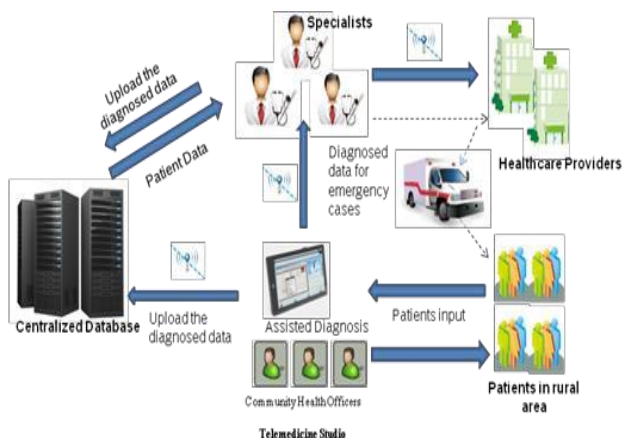 Specialists
Upload the
diagnosed data
Patient Data
Diagnosed
data for
emergency
cases
Healthcare Providers
Centralized Database
Upload the
diagnosed data
Assisted Diagnosis
Patients input
Patients in rural
area
Community Health Officers
Telemedicine Studio